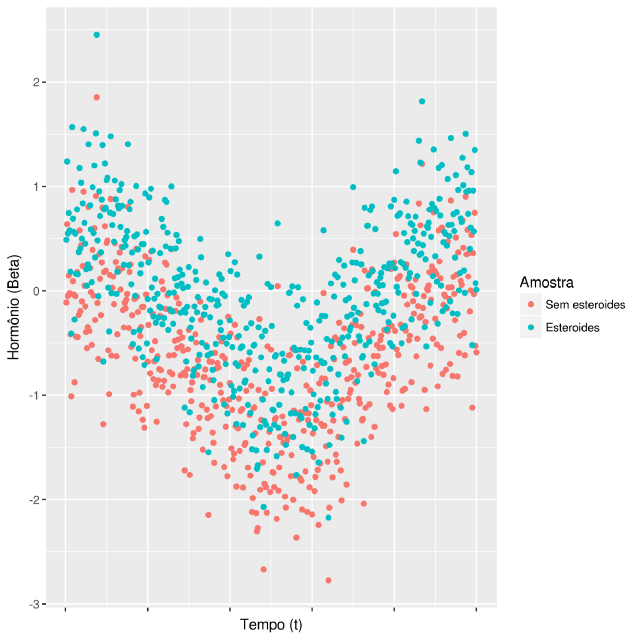 2
1
0
-1
-2
-3
Hormônio (Beta)
Tempo (t)
Amostra
Sem esteroides
Esteroides